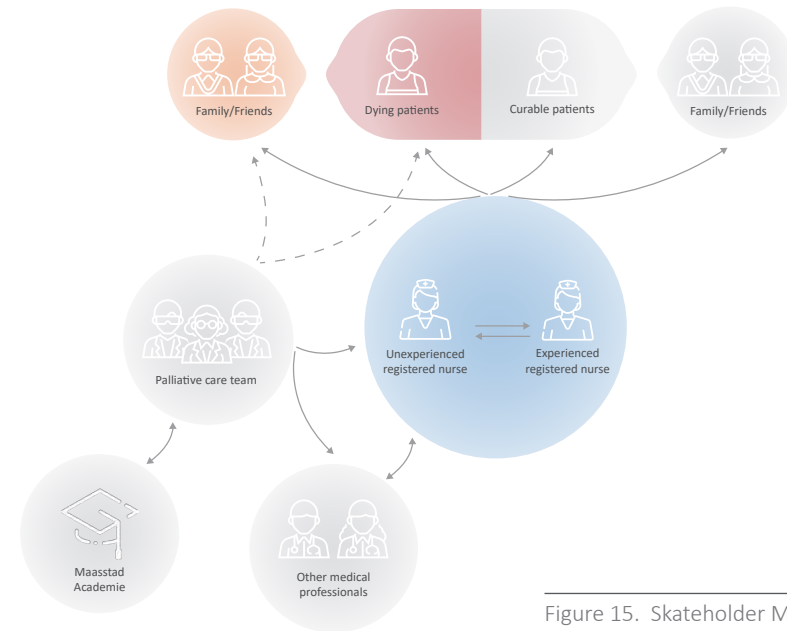 Family/Friends
Dying patients
Curable patients
Family/Friends
Unexperienced
registered nurse
Experienced
registered nurse
Palliative care team
Maasstad
Academie
Other medical
professionals
Figure 15. Skateholder M